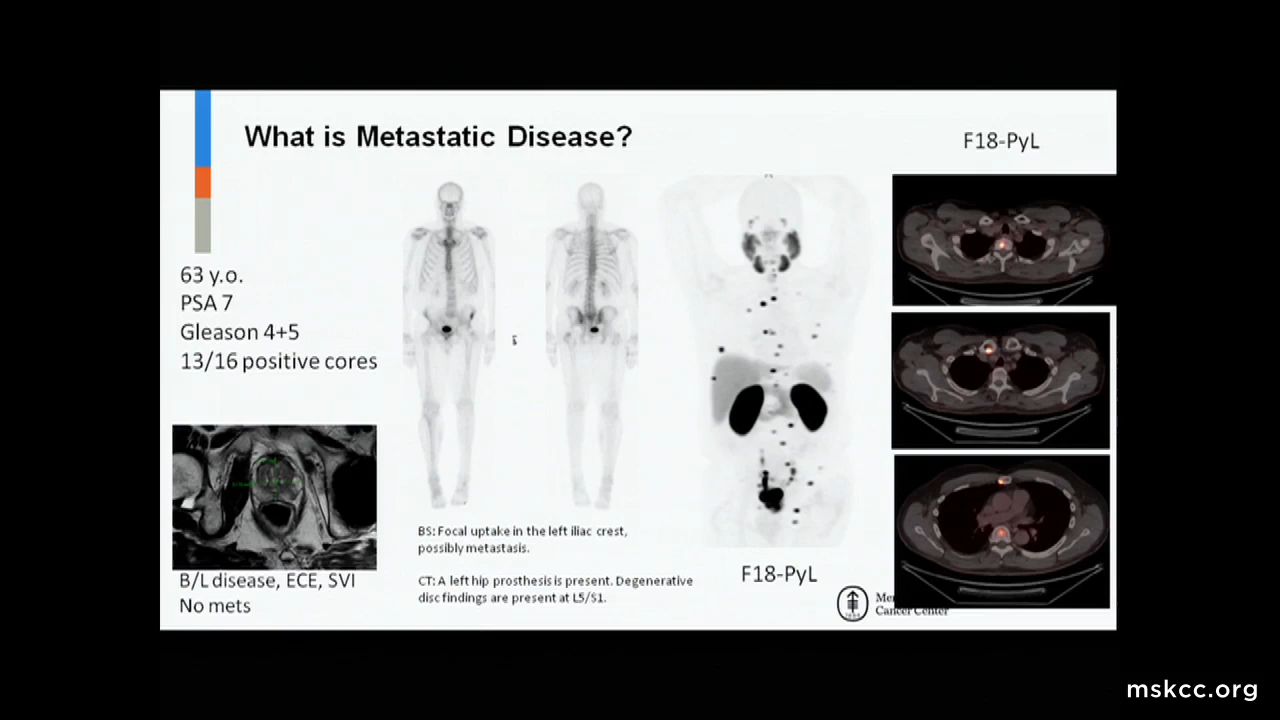 What is Metastatic Disease?
F18-PyL
63 y.o.
PSA 7
Gleason 4+5
13/16 positive cores
B/L disease, ECE, SVI
No mets
BS: Focal uptake in the left iliac crest,
possibly metastasis.
CT: A left hip prosthesis is present. Degenerative
disc findings are present at L5/S1.
F18-PyL
Cancer Center
mskcc.org